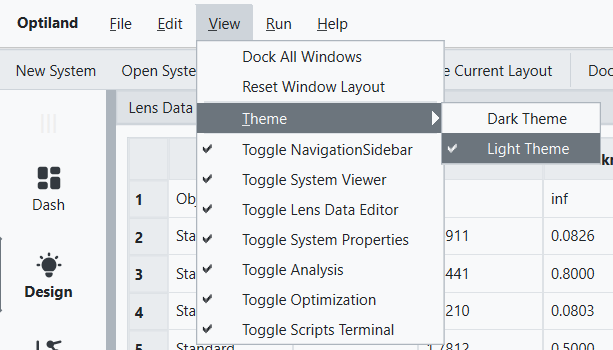 Optiland File Edit View Run Help
New System Open Syste e Current Layout Doc
Dock All Windows
Reset Window Layout
Theme
Dark Theme
Light Theme
Toggle NavigationSidebar
Toggle System Viewer
Toggle Lens Data Editor
Toggle System Properties
Toggle Analysis
Toggle Optimization
Toggle Scripts Terminal
Lens Data
Dash
Design
1 Obj inf
2 Sta 911 0.0826
3 Sta 441 0.8000
4 Sta 210 0.0803
5 Standard 1.7812 0.5000